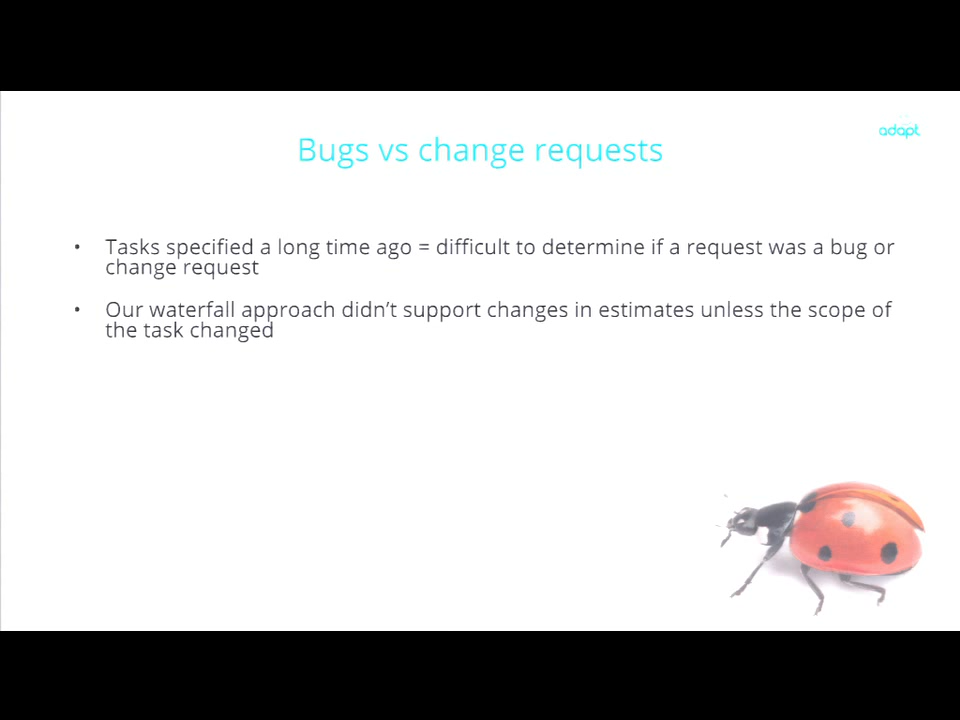 adapt
Bugs vs change requests
• Tasks specified a long time ago = difficult to determine if a request was a bug or
change request
• Our waterfall approach didn’t support changes in estimates unless the scope of
the task changed